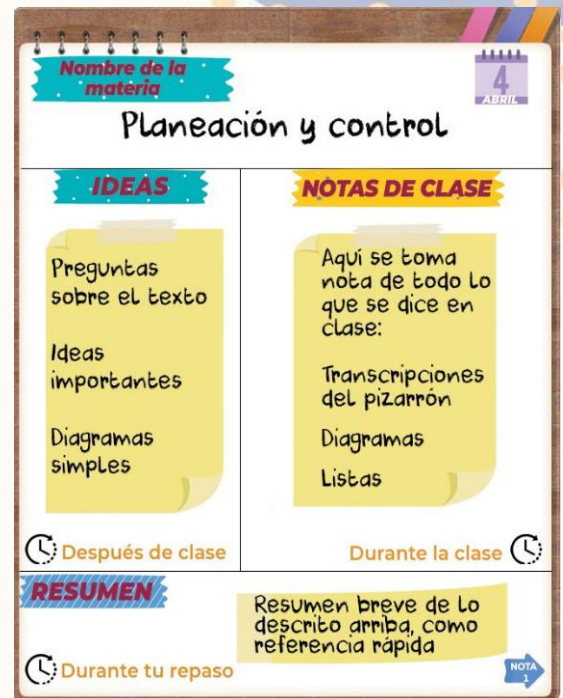 Nombre de la
materia
4
ABRIL
Planeación y control
IDEAS
Preguntas
sobre el texto
Ideas
importantes
Diagramas
simples
Después de clase
NOTAS DE CLASE
Aquí se toma
nota de todo lo
que se dice en
clase:
Transcripciones
del pizarrón
Diagramas
Listas
Durante la clase
RESUMEN
Resumen breve de lo
descrito arriba, como
referencia rápida
Durante tu repaso
NOTA
1